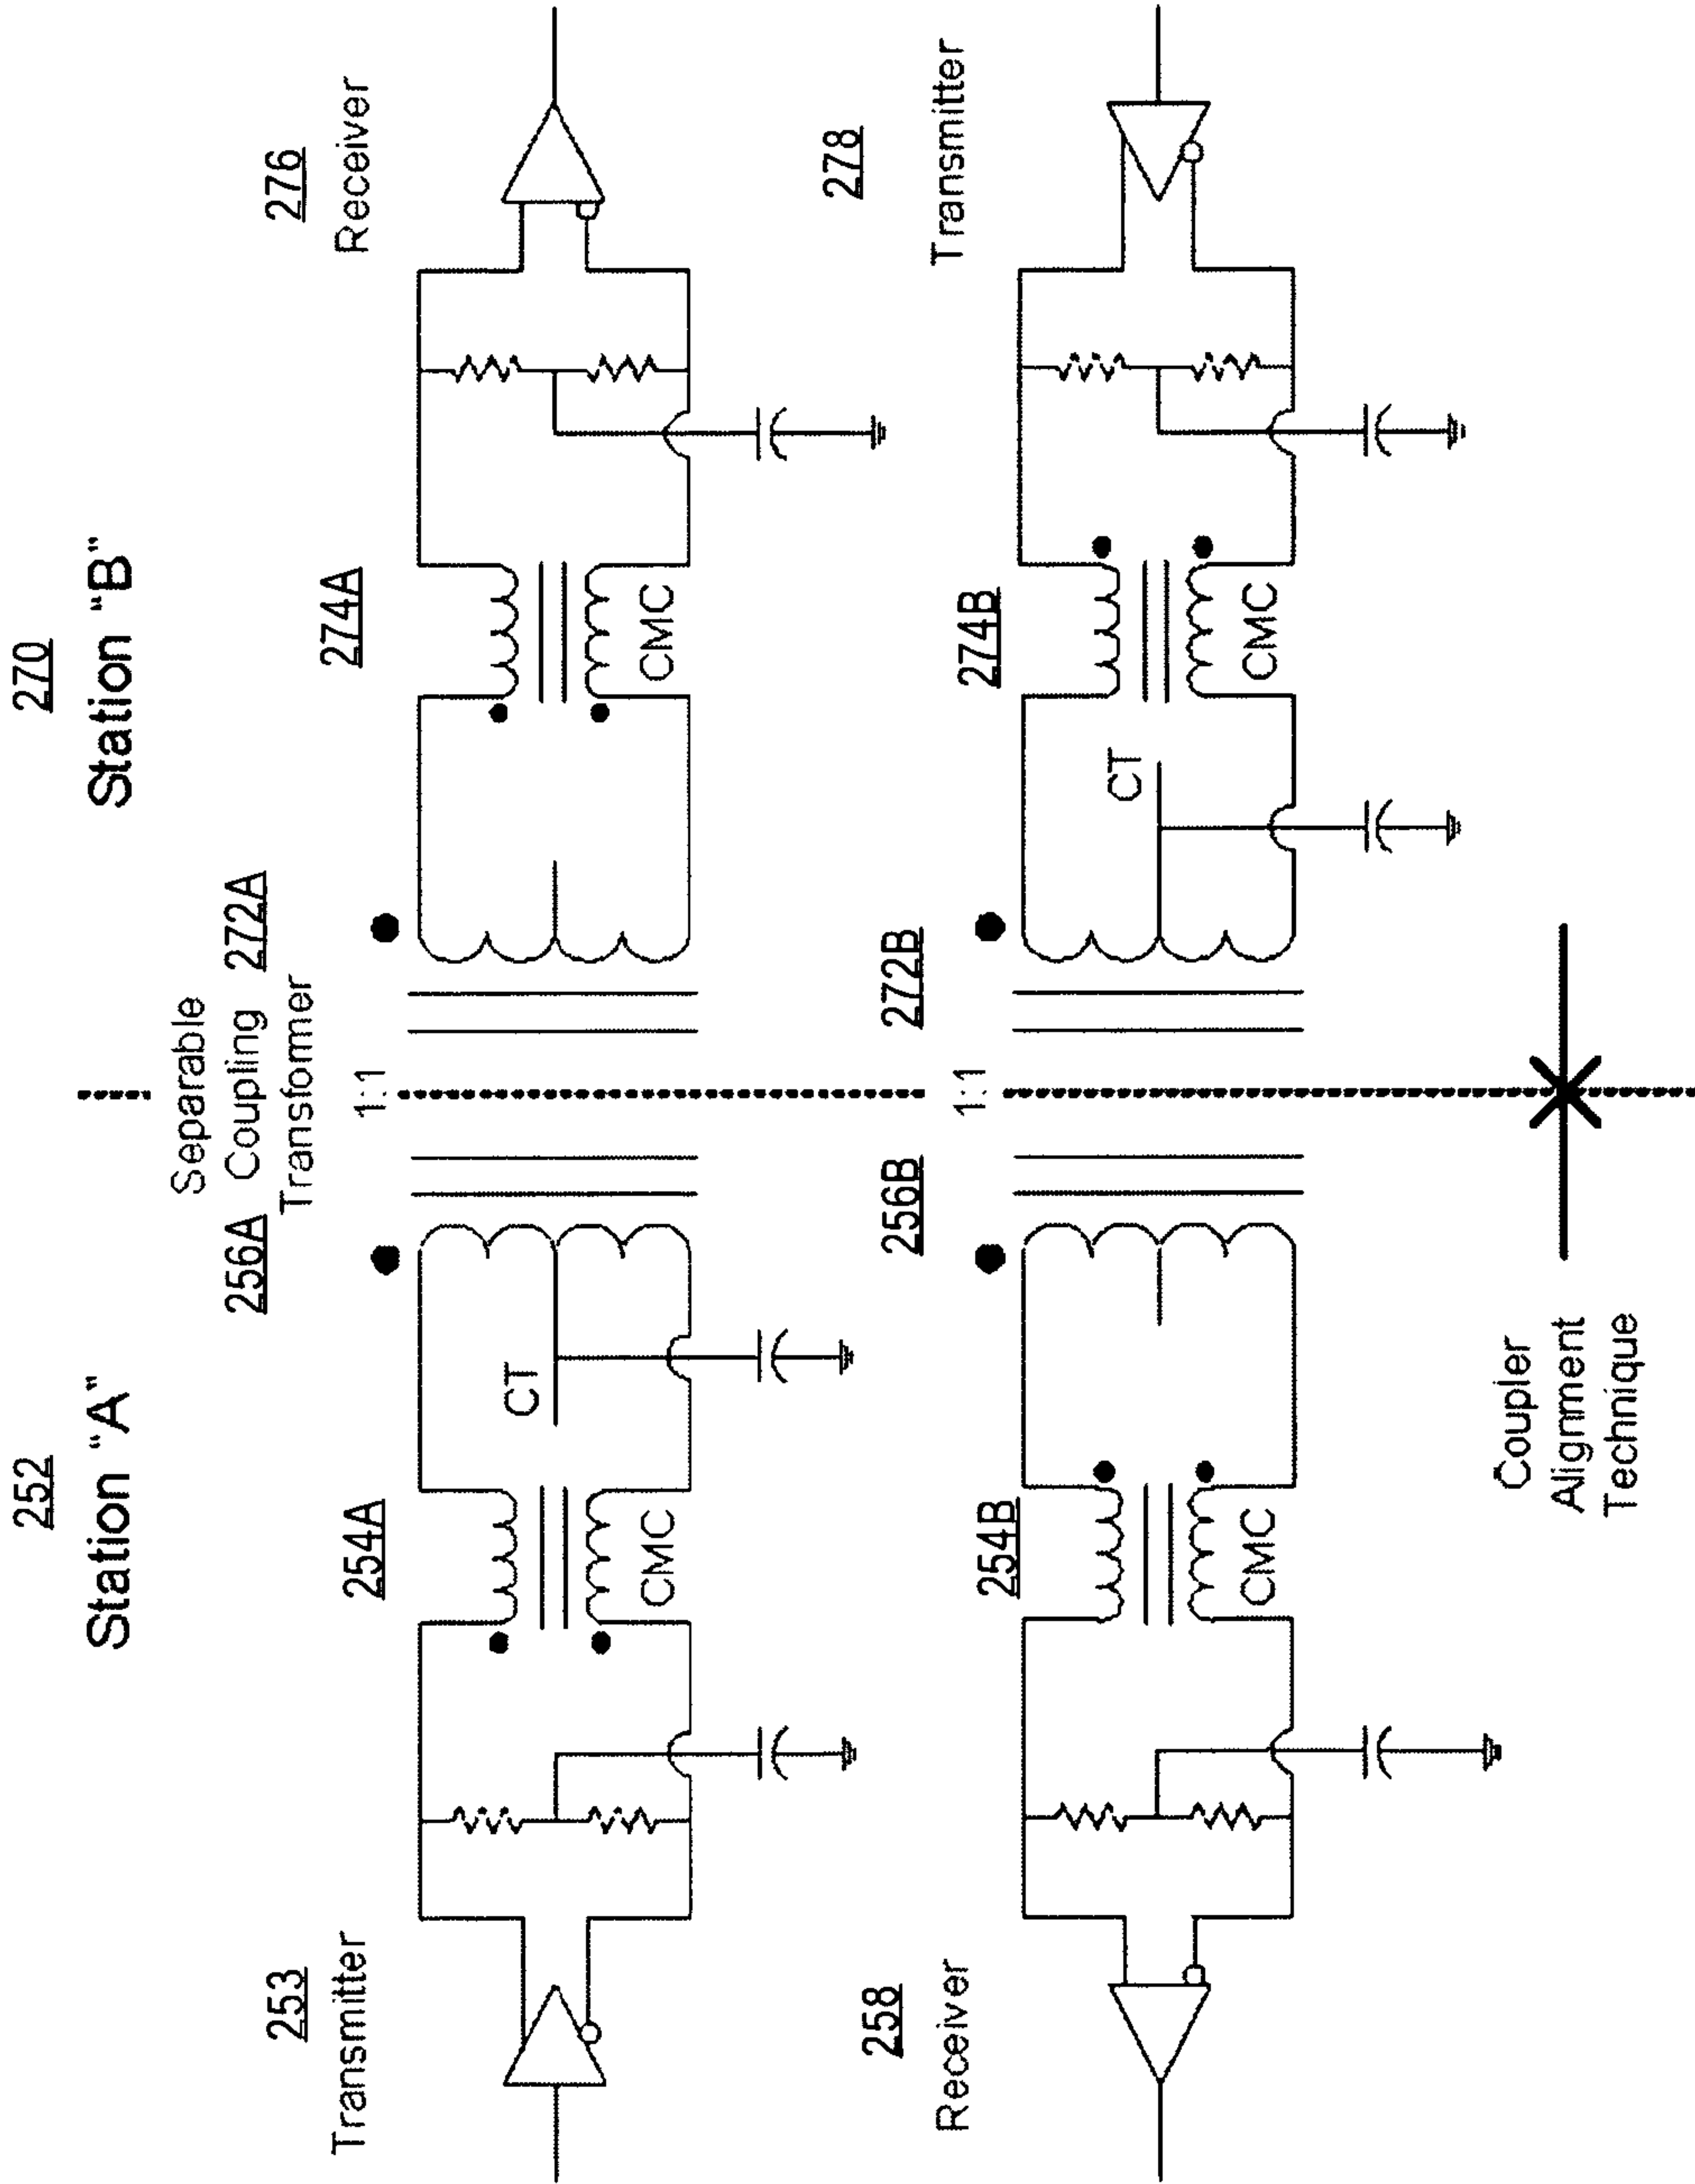 252
Station "A"
270
Station "B"
Separable
256A Coupling 272A
Transfomer
253
Transmitter
254A
1:1
274A
276
Receiver
CT
CMC
CMC
258
Receiver
254B
256B
1:1
272B
274B
278
Transmitter
CMC
CT
CMC
Coupler
Alignment
Technique